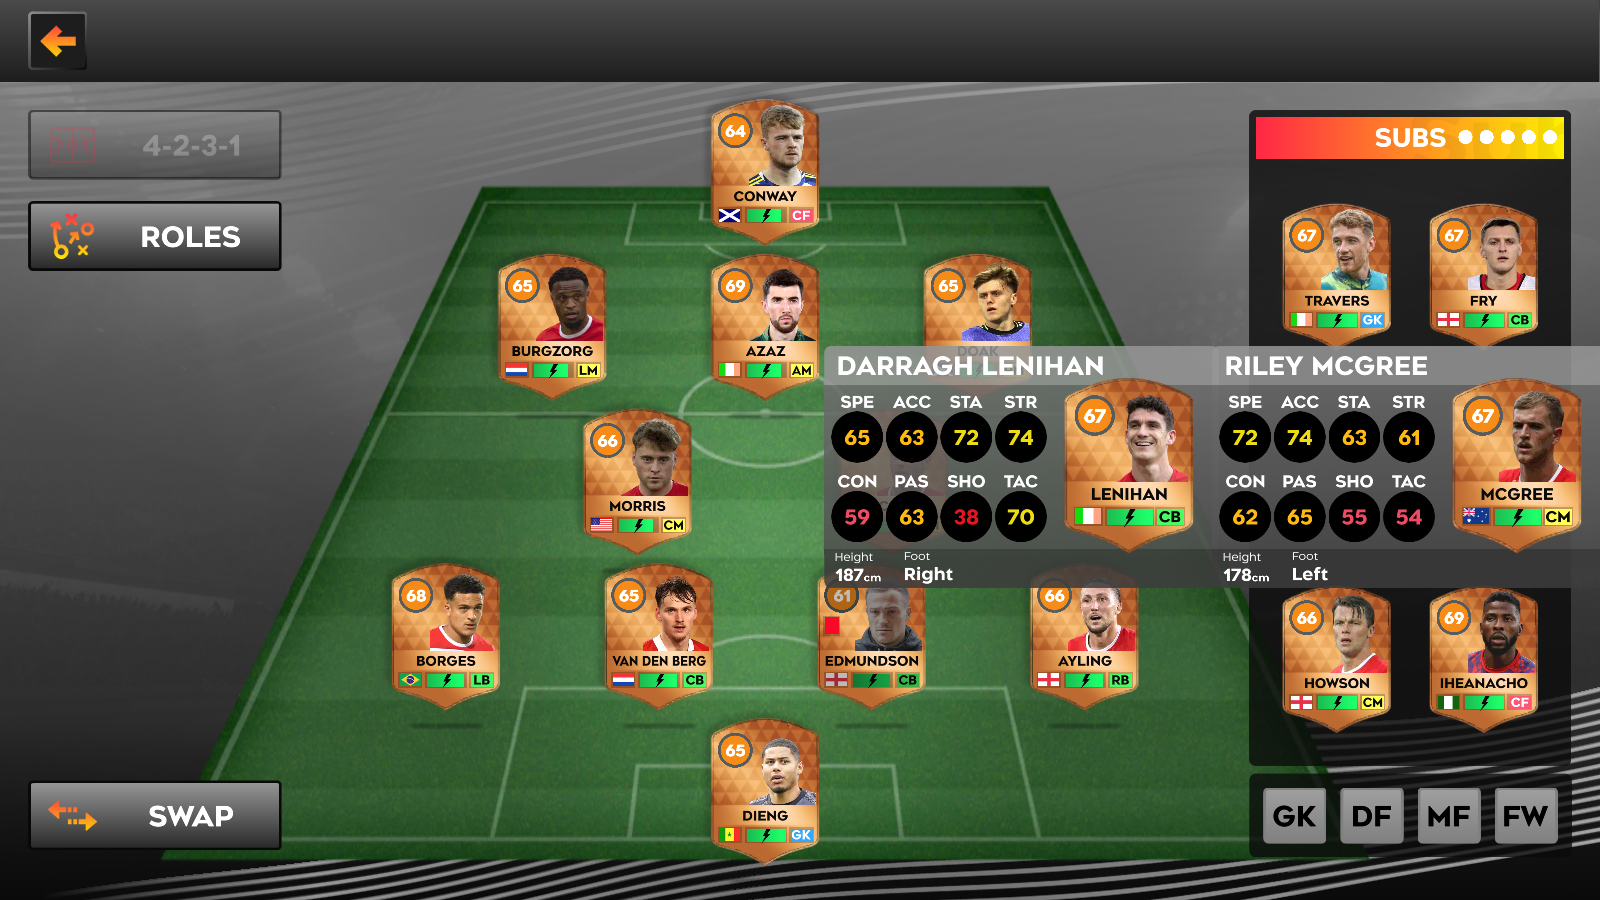 4-2-3-1
ROLES
64
CONWAY
CF
65
BURGZORG
LM
69
AZAZ
AM
65
DOAK
66
MORRIS
CM
68
BORGES
LB
65
VAN DEN BERG
CB
61
EDMUNDSON
CB
66
AYLING
RB
65
DIENG
GK
SWAP
SUBS
67
TRAVERS
GK
67
FRY
CB
DARRAGH LENIHAN
SPE ACC STA STR
65 63 72 74
CON PAS SHO TAC
59 63 38 70
Height Foot
187cm Right
67
LENIHAN
CB
RILEY MCGREE
SPE ACC STA STR
72 74 63 61
CON PAS SHO TAC
62 65 55 54
Height Foot
178cm Left
67
MCGREE
CM
66
HOWSON
CM
69
IHEANACHO
CF
GK DF MF FW